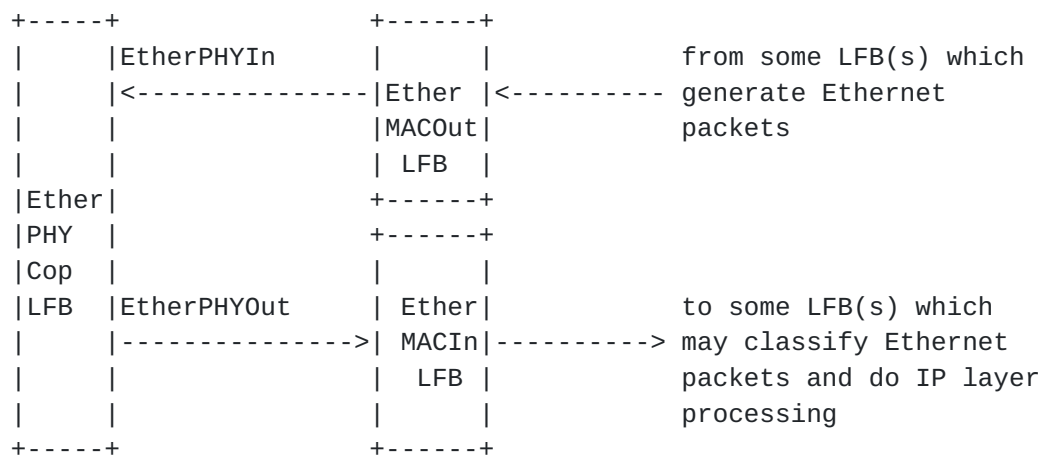 +-----+                +------+
|     |EtherPHYIn      |      |            from some LFB(s) which
|     |<---------------|Ether |<---------- generate Ethernet
|     |                |MACOut|            packets
|     |                | LFB  |
|Ether|                +------+
|PHY  |                +------+
|Cop  |                |      |
|LFB  |EtherPHYOut     | Ether|            to some LFB(s) which
|     |--------------->| MACIn|----------> may classify Ethernet
|     |                |  LFB |            packets and do IP layer
|     |                |      |            processing
+-----+                +------+